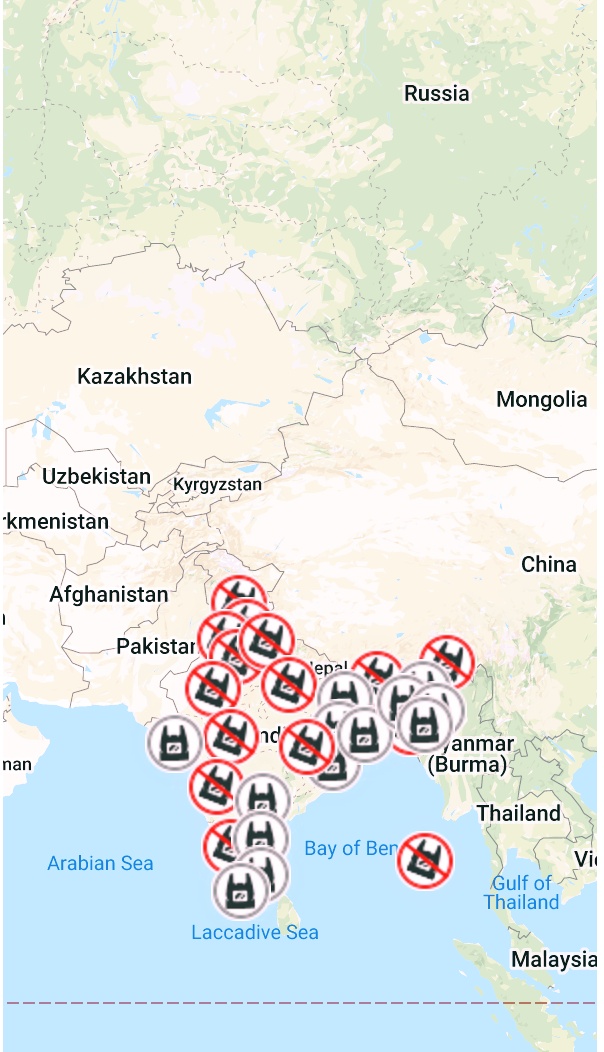 Russia
Kazakhstan
Mongolia
Uzbekistan
Kyrgyzstan
rkmenistan
China
Afghanistan
Pakistan
epal
nd
man
yanmar
(Burma)
Thailand
Arabian Sea
Bay of Ben
Vi
Gulf of
Thailand
Laccadive Sea
Malaysia